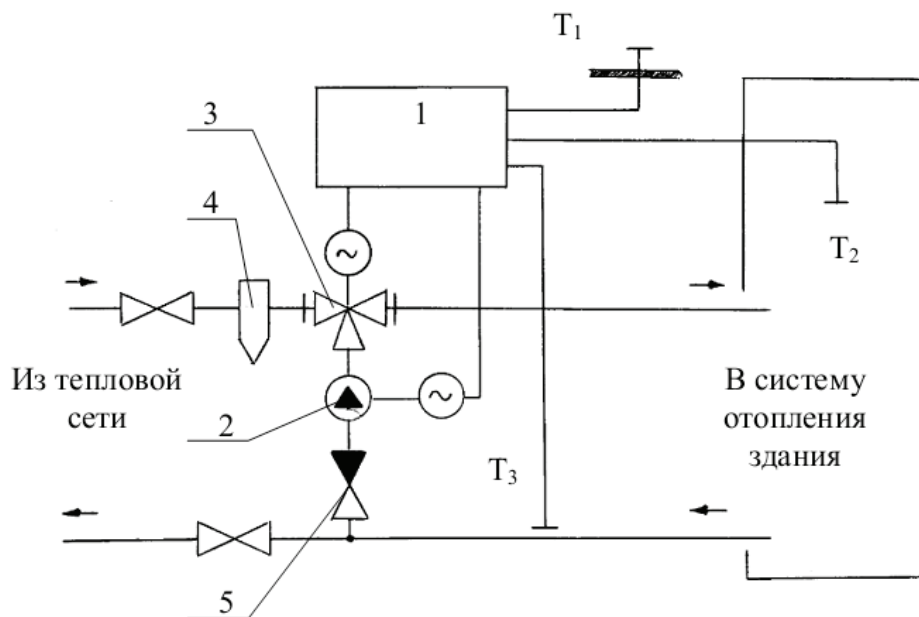 T1
3
1
4
T2
Из тепловой
сети
2
В систему
отопления
здания
T3
5